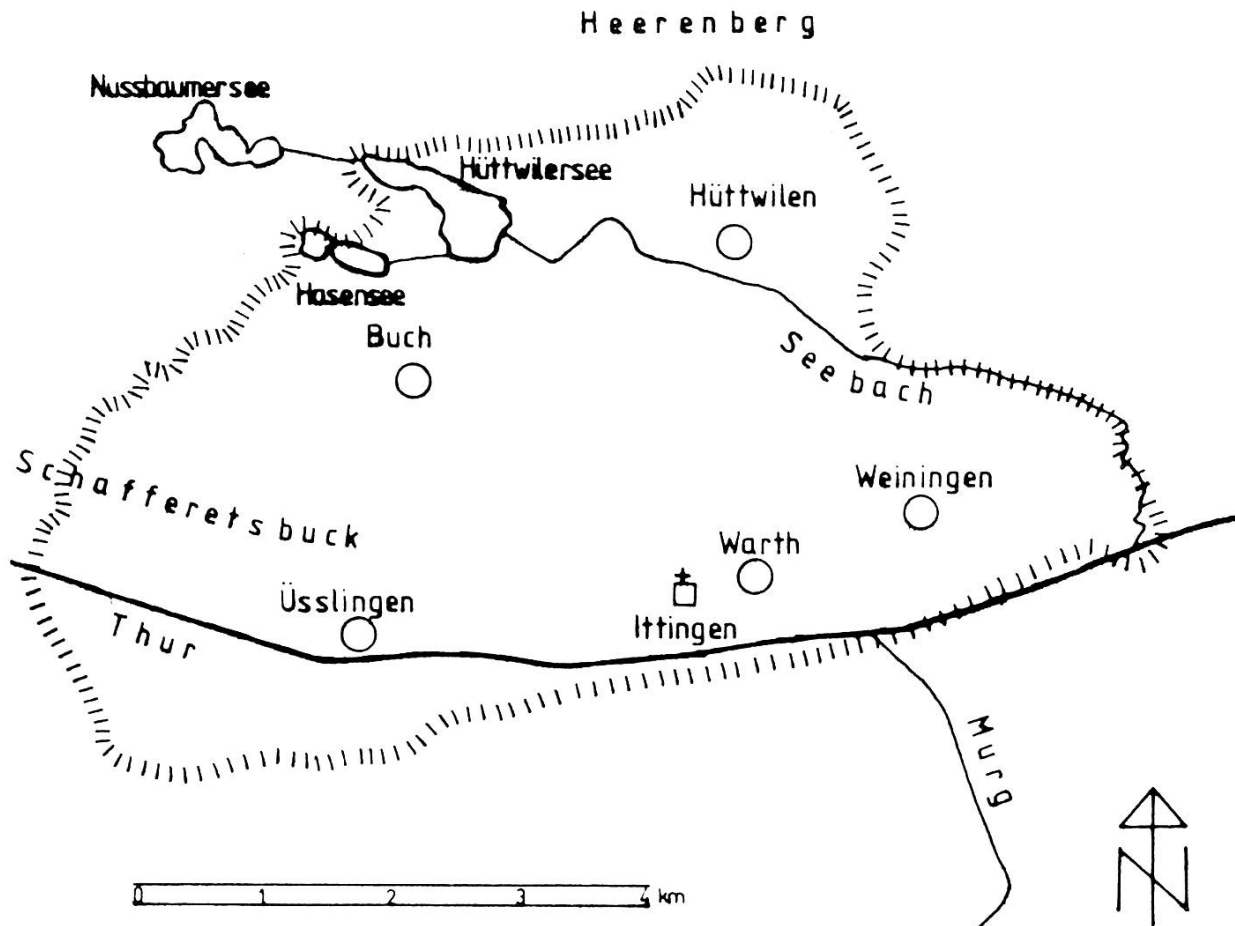 Heerenberg
Nussbaumersee
Hüttwilersee
Hüttwilen
Hasensee
Buch
Seebach
Schafferetsbuck
Weiningen
Warth
Üsslingen
Ittingen
Thur
Murg
0 1 2 3 4 km
N